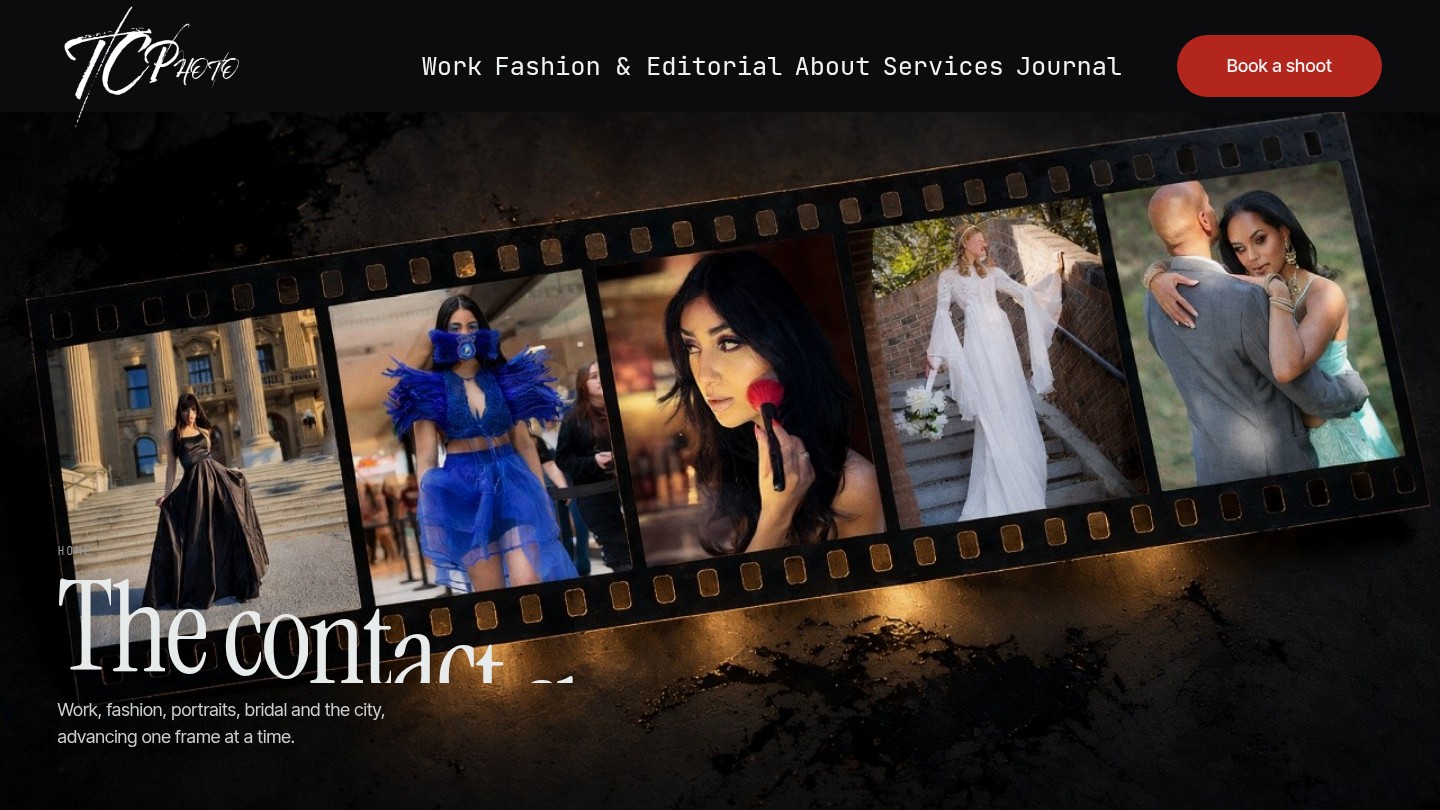 TCPHOTO
Work Fashion & Editorial About Services Journal
Book a shoot
The contact
Work, fashion, portraits, bridal and the city,
advancing one frame at a time.